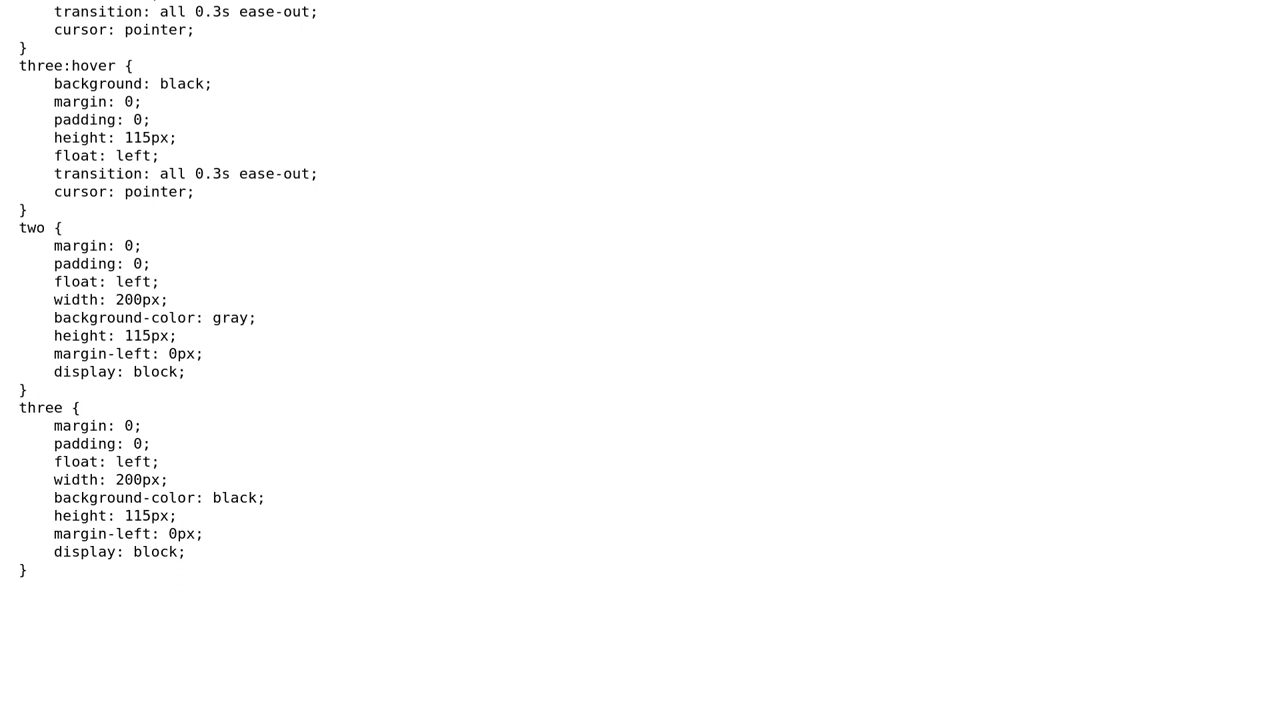 transition: all 0.3s ease-out;
    cursor: pointer;
}
three:hover {
    background: black;
    margin: 0;
    padding: 0;
    height: 115px;
    float: left;
    transition: all 0.3s ease-out;
    cursor: pointer;
}
two {
    margin: 0;
    padding: 0;
    float: left;
    width: 200px;
    background-color: gray;
    height: 115px;
    margin-left: 0px;
    display: block;
}
three {
    margin: 0;
    padding: 0;
    float: left;
    width: 200px;
    background-color: black;
    height: 115px;
    margin-left: 0px;
    display: block;
}